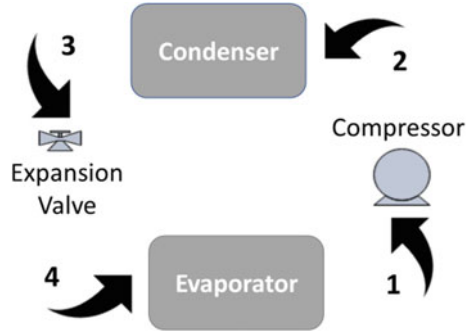 3
Condenser
2
Compressor
Expansion
Valve
4
Evaporator
1